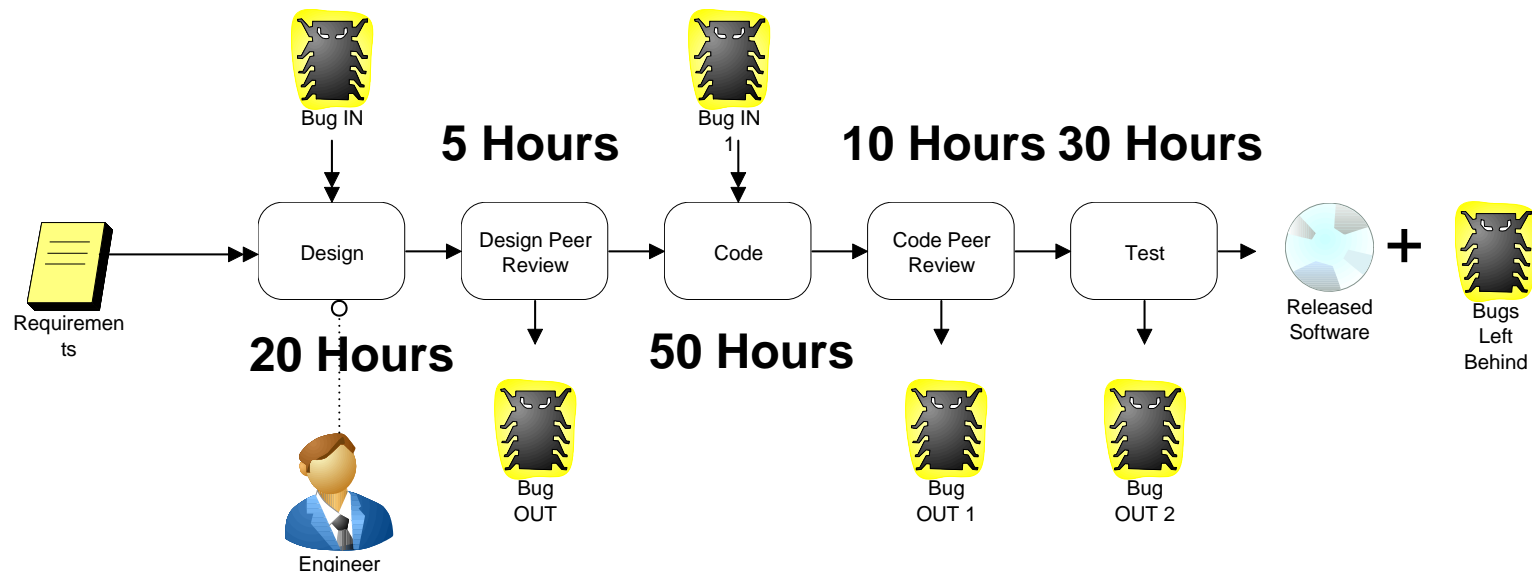 Bug IN
Bug IN
1
5 Hours
10 Hours
30 Hours
Design
Design Peer
Review
Code
Code Peer
Review
Test
Requiremen
ts
Released
Software
+
Bugs
Left
Behind
20 Hours
50 Hours
Bug
OUT
Bug
OUT 1
Bug
OUT 2
Engineer